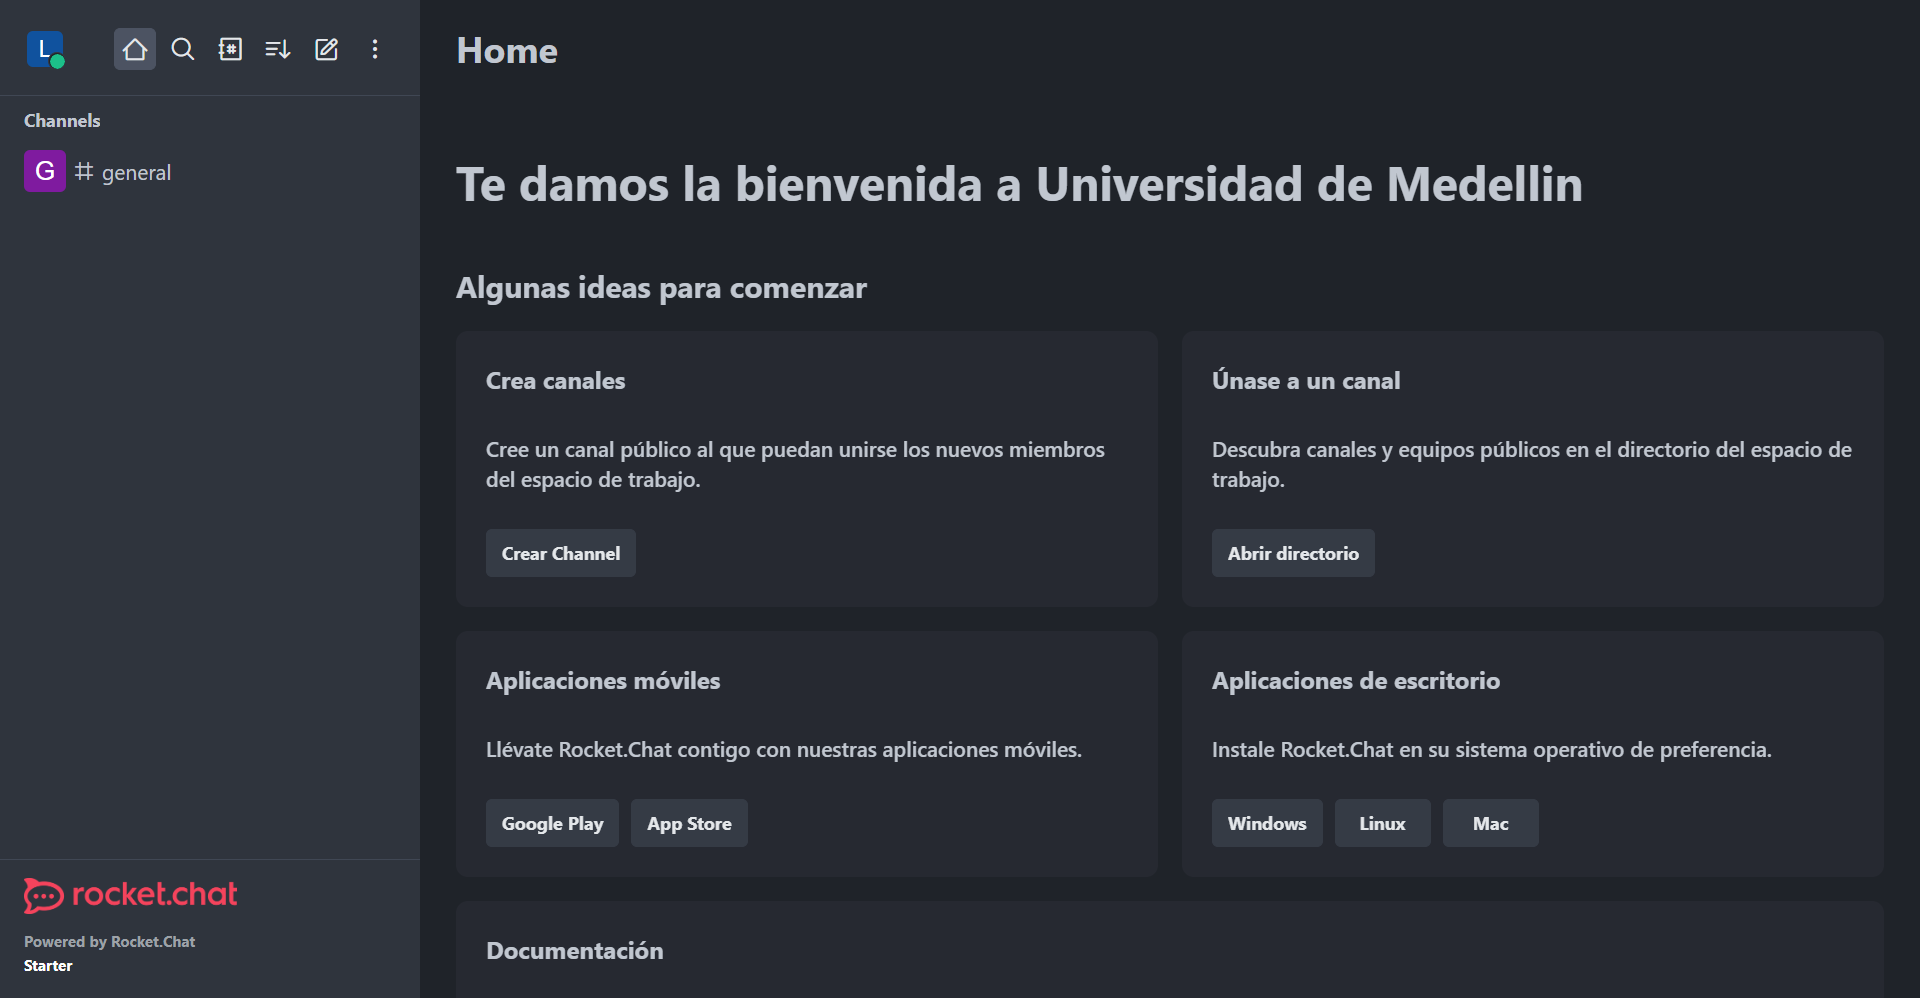 L
Home
Channels
G
general
Te damos la bienvenida a Universidad de Medellin
Algunas ideas para comenzar
Crea canales
Cree un canal público al que puedan unirse los nuevos miembros
del espacio de trabajo.
Crear Channel
Únase a un canal
Descubra canales y equipos públicos en el directorio del espacio de
trabajo.
Abrir directorio
Aplicaciones móviles
Llévate Rocket.Chat contigo con nuestras aplicaciones móviles.
Google Play App Store
Aplicaciones de escritorio
Instale Rocket.Chat en su sistema operativo de preferencia.
Windows Linux Mac
Documentación
rocket.chat
Powered by Rocket.Chat
Starter